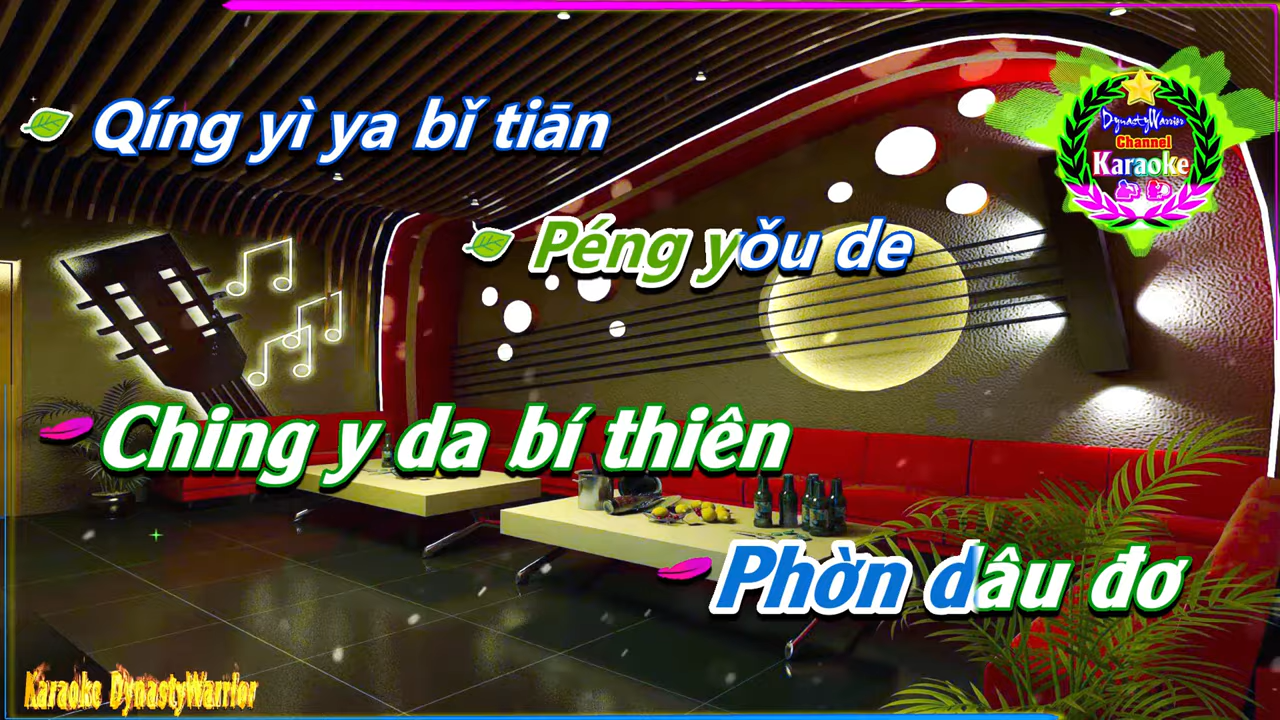 Qíng yì ya bǐ tiān
Péng yǒu de
Ching y da bí thiên
Phờn dâu đơ
DynastyWarrior
Channel
Karaoke
Karaoke DynastyWarrior